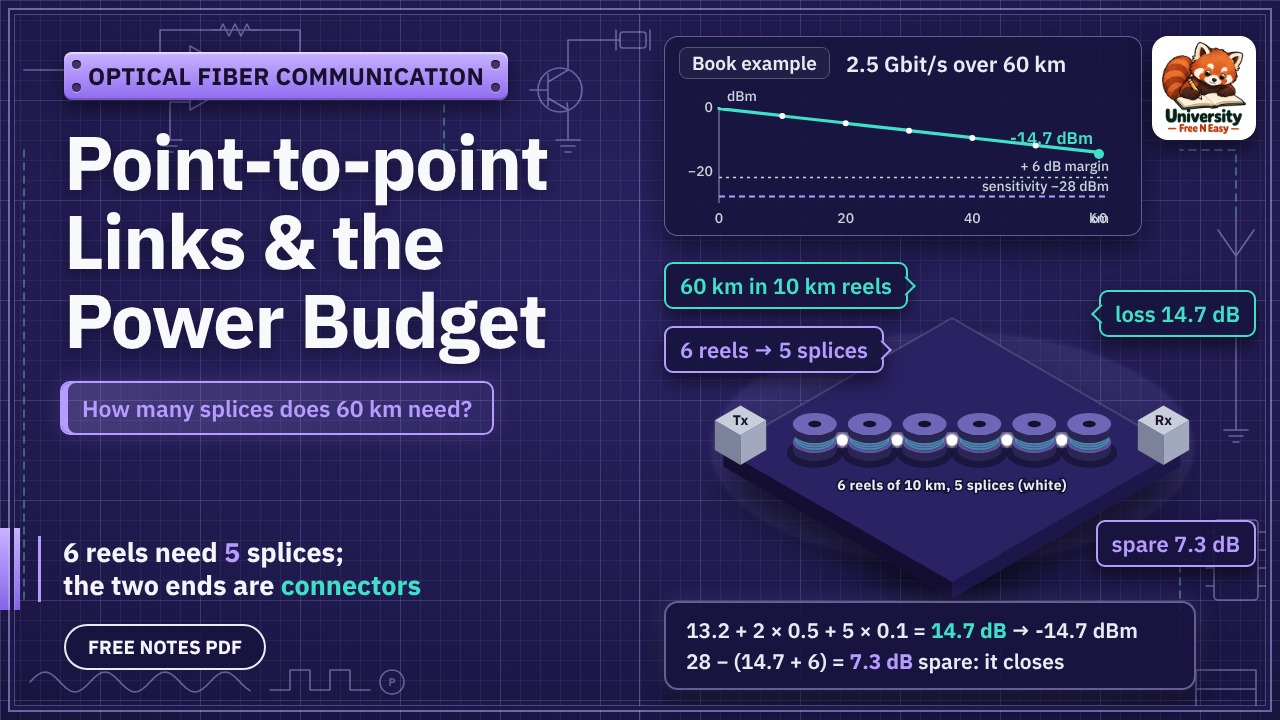 OPTICAL FIBER COMMUNICATION
Point-to-point
Links & the
Power Budget
How many splices does 60 km need?
6 reels need 5 splices;
the two ends are connectors
FREE NOTES PDF
P
Book example
2.5 Gbit/s over 60 km
dBm
0
-14.7 dBm
+ 6 dB margin
−20
sensitivity −28 dBm
0
20
40
60
km
University
Free N Easy
60 km in 10 km reels
loss 14.7 dB
6 reels → 5 splices
Tx
Rx
6 reels of 10 km, 5 splices (white)
spare 7.3 dB
13.2 + 2 × 0.5 + 5 × 0.1 = 14.7 dB → -14.7 dBm
28 − (14.7 + 6) = 7.3 dB spare: it closes